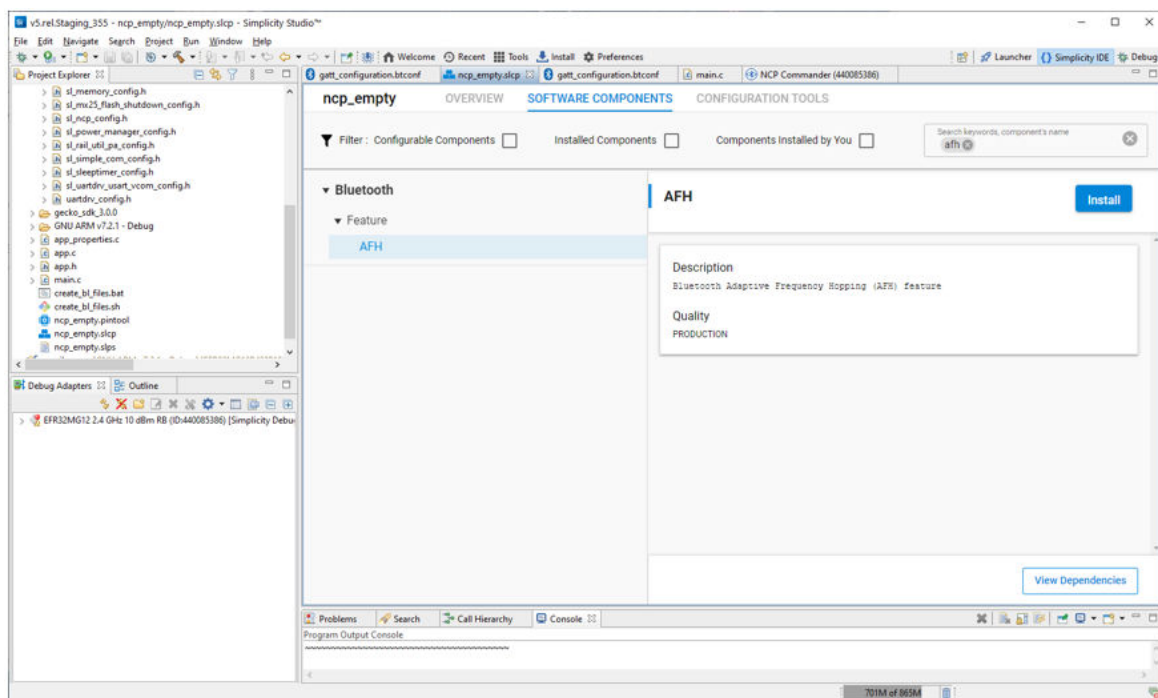 v5.rel.Staging_355 - ncp_empty/ncp_empty.slcp - Simplicity Studio™
File Edit Navigate Search Project Run Window Help
Welcome Recent Tools Install Preferences Launcher {} Simplicity IDE Debug
Project Explorer
gatt_configuration.btconf ncp_empty.slcp gatt_configuration.btconf main.c NCP Commander (440085386)
sl_memory_config.h
sl_mx25_flash_shutdown_config.h
sl_ncp_config.h
sl_power_manager_config.h
sl_rail_util_pa_config.h
sl_simple_com_config.h
sl_sleeptimer_config.h
sl_uartdrv_usart_vcom_config.h
uartdrv_config.h
gecko_sdk_3.0.0
GNU ARM v7.2.1 - Debug
app_properties.c
app.c
app.h
main.c
create_bl_files.bat
create_bl_files.sh
ncp_empty.pintool
ncp_empty.slcp
ncp_empty.slps
Debug Adapters Outline
EFR32MG12 2.4 GHz 10 dBm RB (ID:440085386) [Simplicity Debu
ncp_empty OVERVIEW SOFTWARE COMPONENTS CONFIGURATION TOOLS
Filter : Configurable Components Installed Components Components Installed by You
Search keywords, component's name
afh
Bluetooth
Feature
AFH
AFH
Install
Description
Bluetooth Adaptive Frequency Hopping (AFH) feature
Quality
PRODUCTION
View Dependencies
Problems Search Call Hierarchy Console
Program Output Console
~~~~~~~~~~~~~~~~~~~~~~~~~~~~~~~~~~~~~~~~
701M of 865M